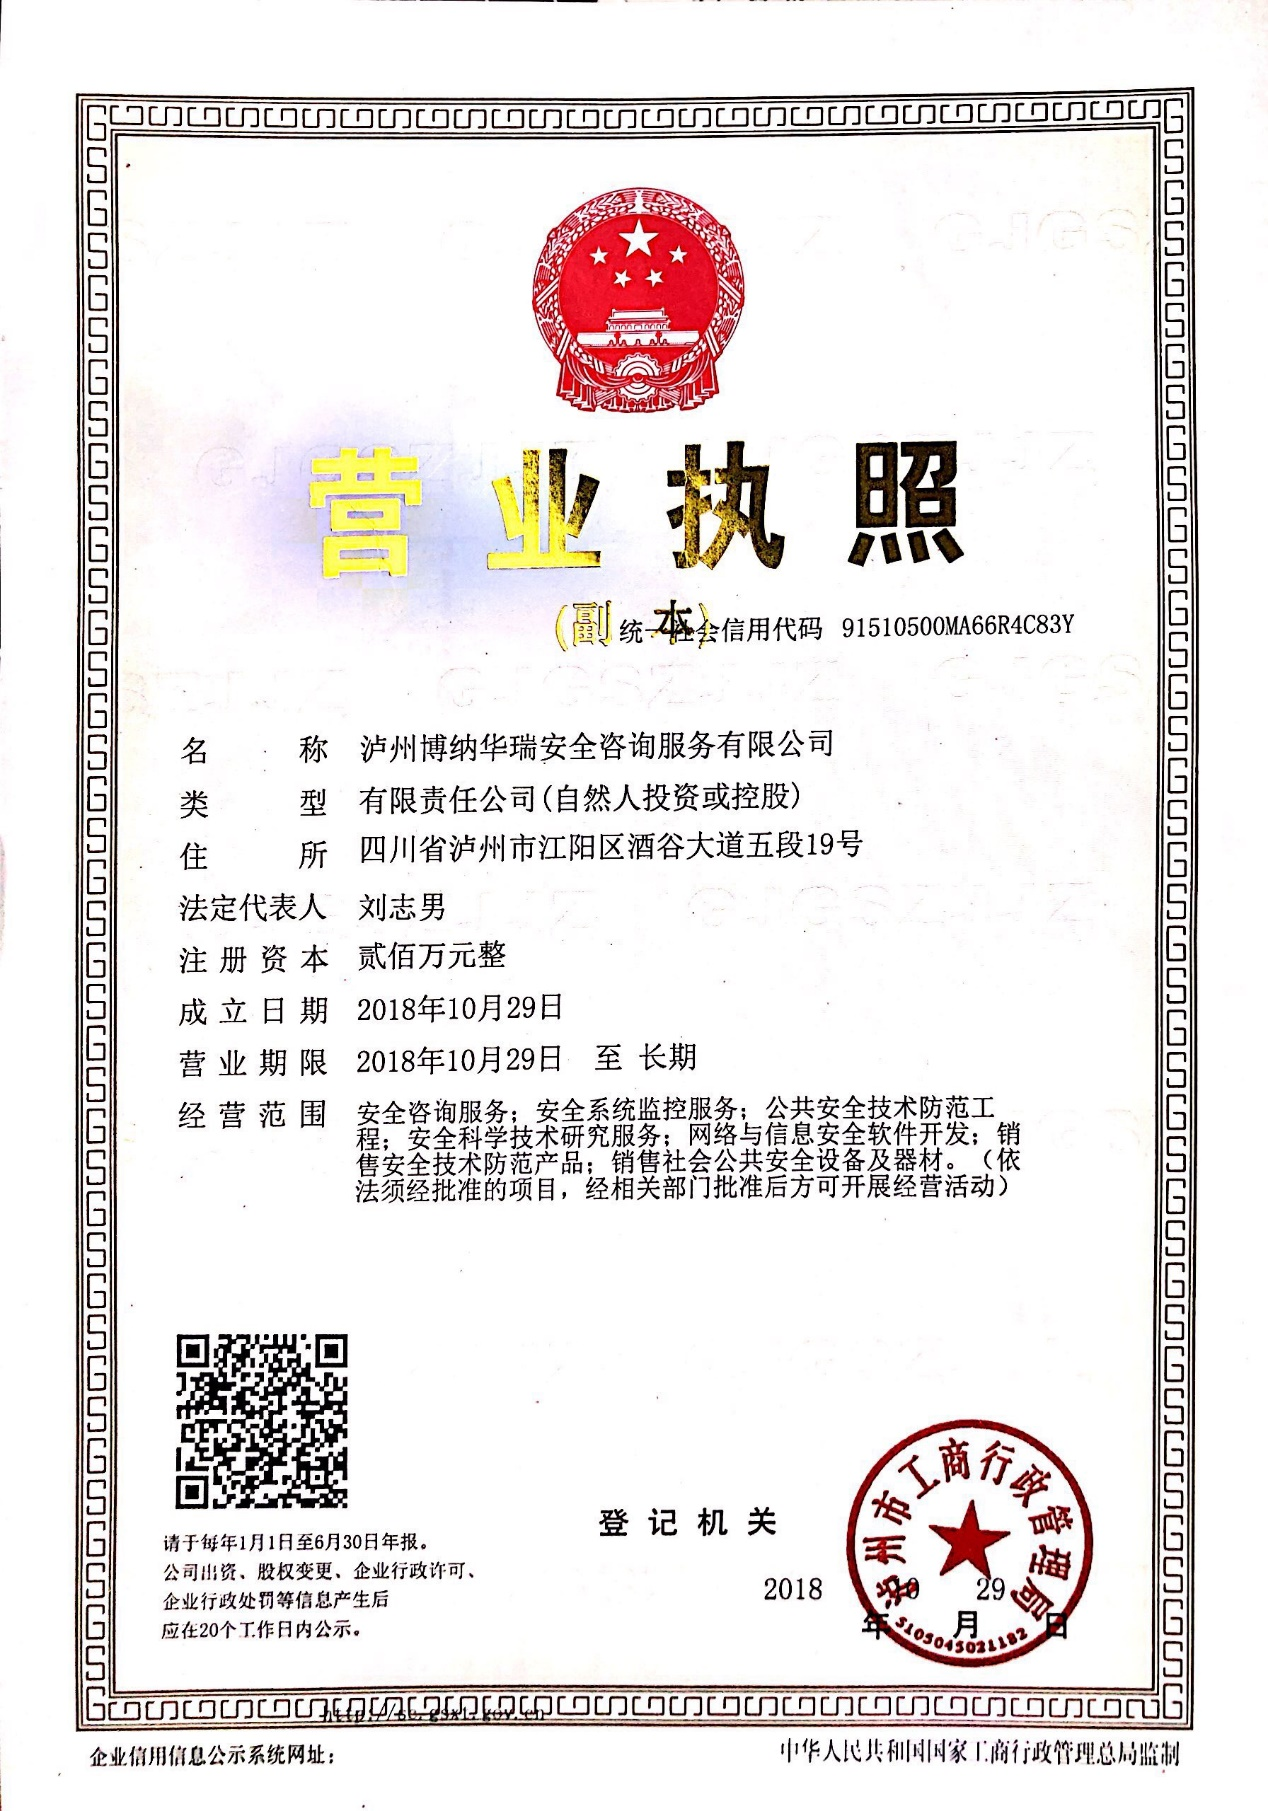 营业执照
(副 本)
统一社会信用代码 91510500MA66R4C83Y
名 称 泸州博纳华瑞安全咨询服务有限公司
类 型 有限责任公司(自然人投资或控股)
住 所 四川省泸州市江阳区酒谷大道五段19号
法定代表人 刘志男
注册资本 贰佰万元整
成立日期 2018年10月29日
营业期限 2018年10月29日 至 长期
经营范围 安全咨询服务；安全系统监控服务；公共安全技术防范工
程；安全科学技术研究服务；网络与信息安全软件开发；销
售安全技术防范产品；销售社会公共安全设备及器材。（依
法须经批准的项目，经相关部门批准后方可开展经营活动）
请于每年1月1日至6月30日年报。
公司出资、股权变更、企业行政许可、
企业行政处罚等信息产生后
应在20个工作日内公示。
登记机关
泸州市工商行政管理局
2018 10 29
年 月 日
5105045021182
http://sc.gsxt.gov.cn
企业信用信息公示系统网址：
中华人民共和国国家工商行政管理总局监制